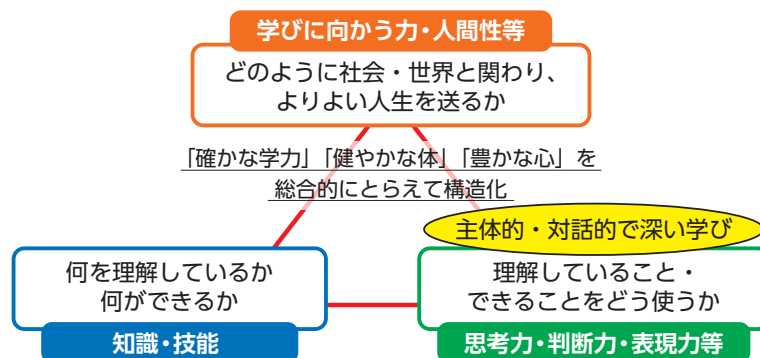 学びに向かう力・人間性等
どのように社会・世界と関わり、
よりよい人生を送るか
「確かな学力」「健やかな体」「豊かな心」を
総合的にとらえて構造化
主体的・対話的で深い学び
何を理解しているか
何ができるか
知識・技能
理解していること・
できることをどう使うか
思考力・判断力・表現力等